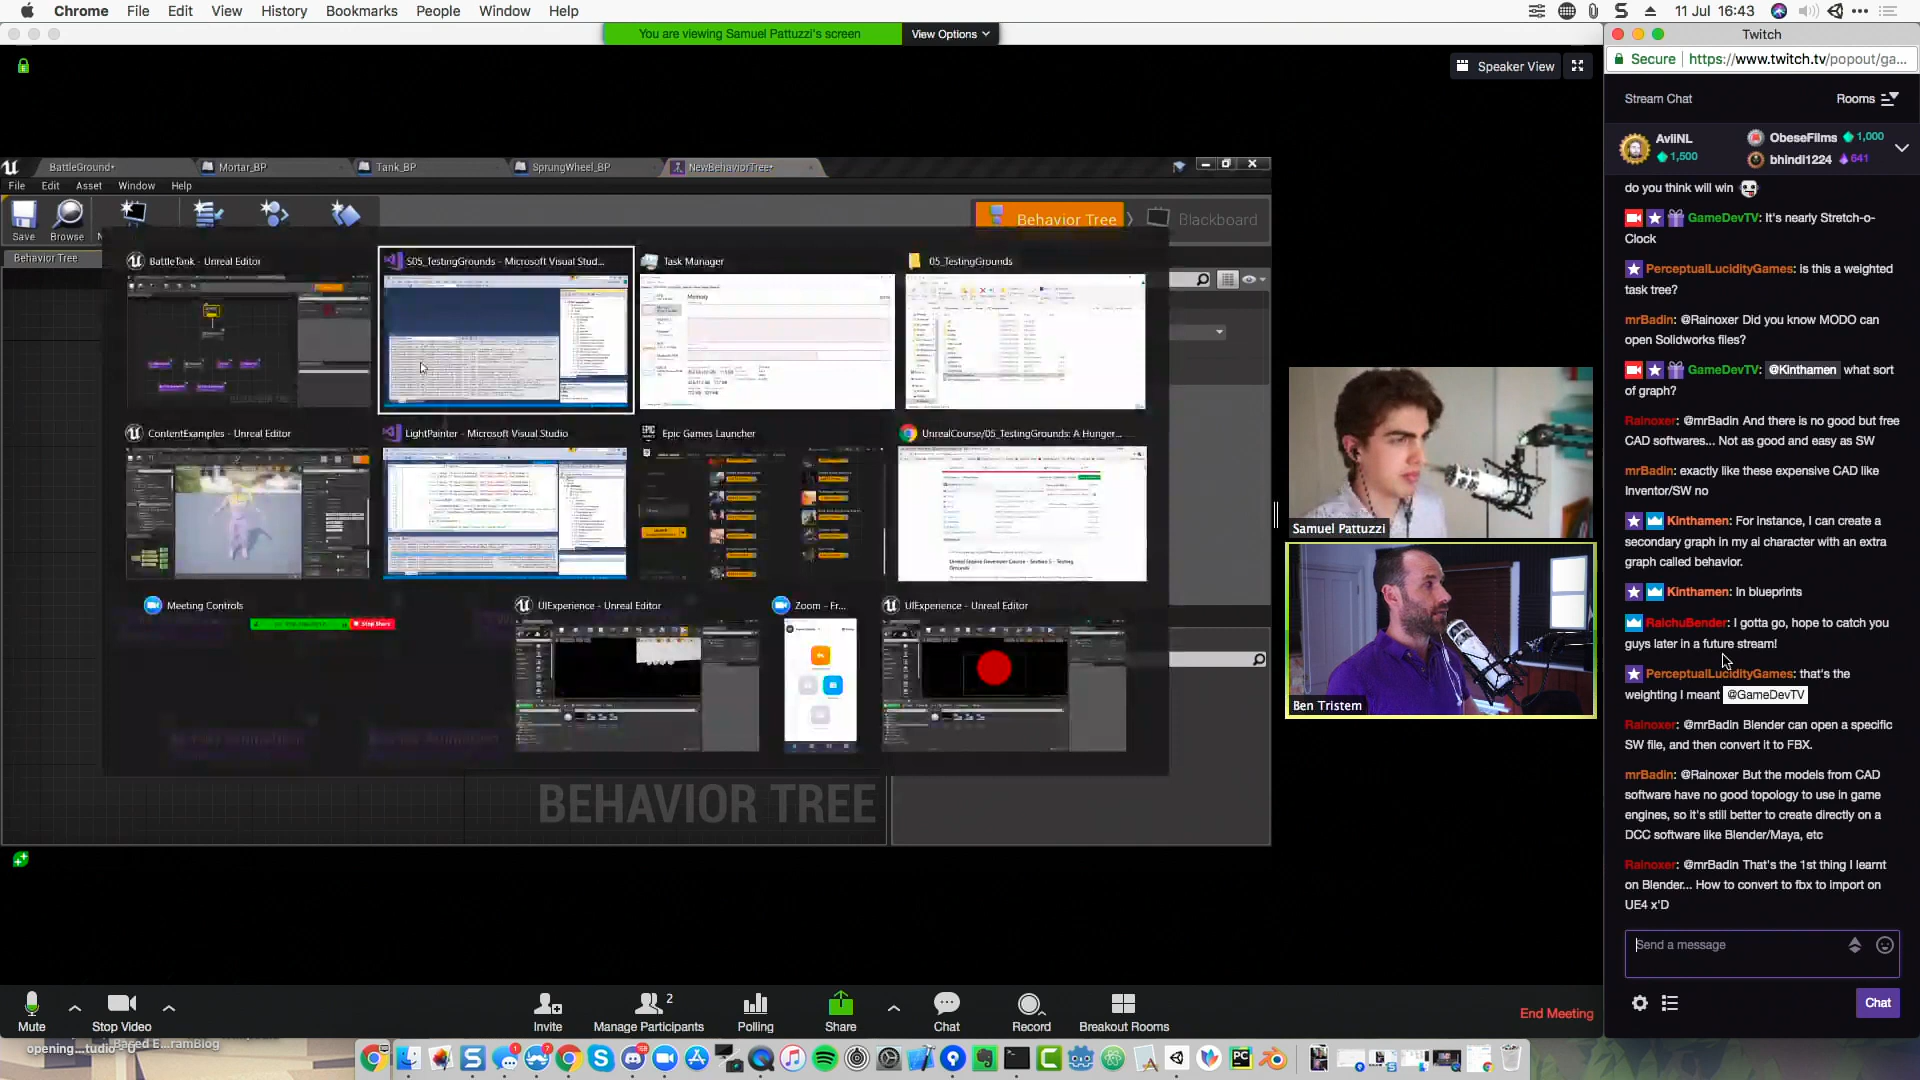 Chrome File Edit View History Bookmarks People Window Help
11 Jul 16:43
You are viewing Samuel Pattuzzi's screen
View Options
Speaker View
BattleGround•
Mortar_BP
Tank_BP
SprungWheel_BP
NewBehaviorTree•
File Edit Asset Window Help
Save
Browse
Behavior Tree
Blackboard
Behavior Tree
BattleTank - Unreal Editor
S05_TestingGrounds - Microsoft Visual Stud...
Task Manager
05_TestingGrounds
Memory
ContentExamples - Unreal Editor
LightPainter - Microsoft Visual Studio
Epic Games Launcher
UnrealCourse/05_TestingGrounds: A Hunger...
Unreal Engine Developer Course - Section 5 - Testing
Grounds
Meeting Controls
Stop Share
UIExperience - Unreal Editor
Zoom - Fr...
UIExperience - Unreal Editor
BEHAVIOR TREE
Samuel Pattuzzi
Ben Tristem
Mute
Stop Video
Invite
2
Manage Participants
Polling
Share
Chat
Record
Breakout Rooms
End Meeting
Twitch
Secure
https://www.twitch.tv/popout/ga...
Stream Chat
Rooms
AvliNL
1,500
ObeseFilms 1,000
bhindi1224 641
do you think will win
GameDevTV: It's nearly Stretch-o-
Clock
PerceptualLucidityGames: is this a weighted
task tree?
mrBadin: @Rainoxer Did you know MODO can
open Solidworks files?
GameDevTV: @Kinthamen what sort
of graph?
Rainoxer: @mrBadin And there is no good but free
CAD softwares... Not as good and easy as SW
mrBadin: exactly like these expensive CAD like
Inventor/SW no
Kinthamen: For instance, I can create a
secondary graph in my ai character with an extra
graph called behavior.
Kinthamen: In blueprints
RaichuBender: I gotta go, hope to catch you
guys later in a future stream!
PerceptualLucidityGames: that's the
weighting I meant @GameDevTV
Rainoxer: @mrBadin Blender can open a specific
SW file, and then convert it to FBX.
mrBadin: @Rainoxer But the models from CAD
software have no good topology to use in game
engines, so it's still better to create directly on a
DCC software like Blender/Maya, etc
Rainoxer: @mrBadin That's the 1st thing I learnt
on Blender... How to convert to fbx to import on
UE4 x'D
Send a message
Chat